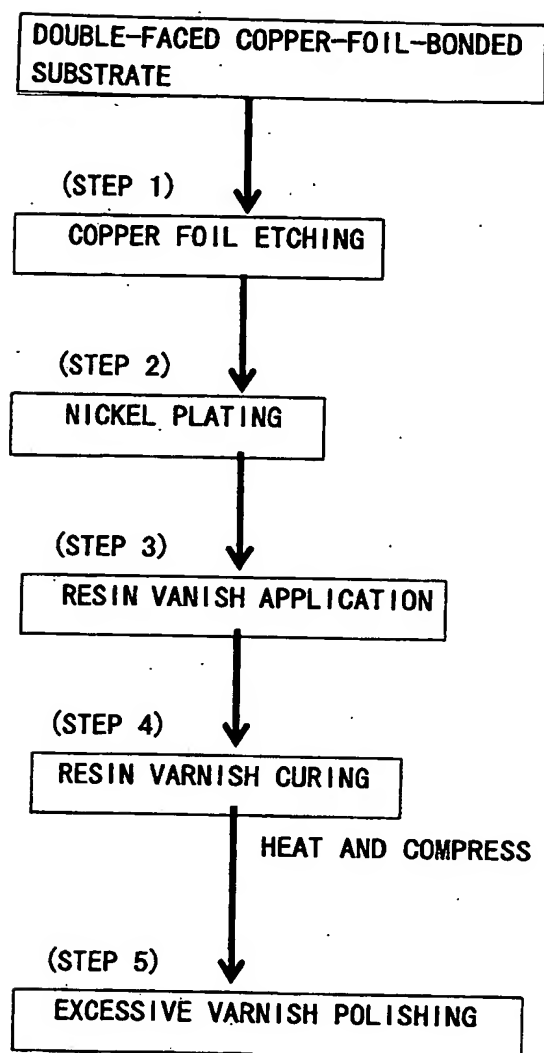 DOUBLE-FACED COPPER-FOIL-BONDED
SUBSTRATE
(STEP 1)
COPPER FOIL ETCHING
(STEP 2)
NICKEL PLATING
(STEP 3)
RESIN VANISH APPLICATION
(STEP 4)
RESIN VARNISH CURING
HEAT AND COMPRESS
(STEP 5)
EXCESSIVE VARNISH POLISHING